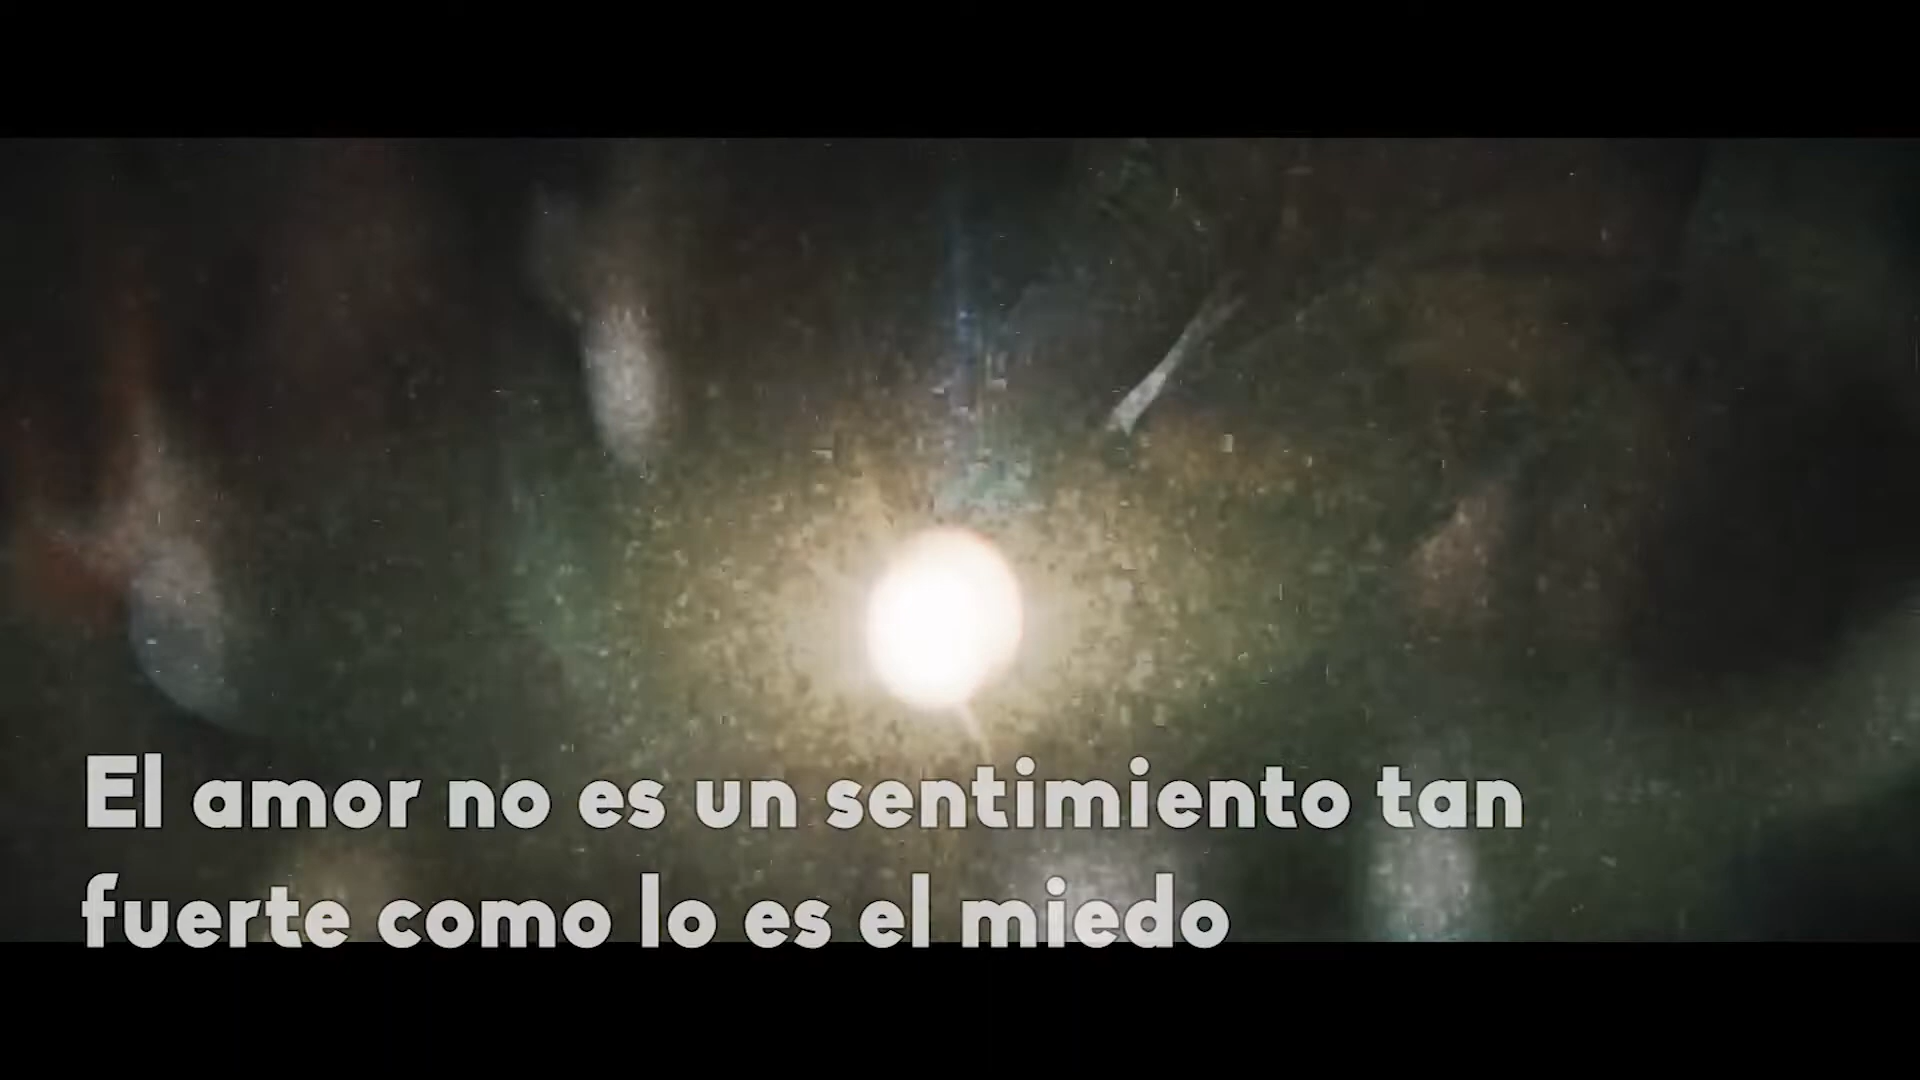 El amor no es un sentimiento tan
fuerte como lo es el miedo